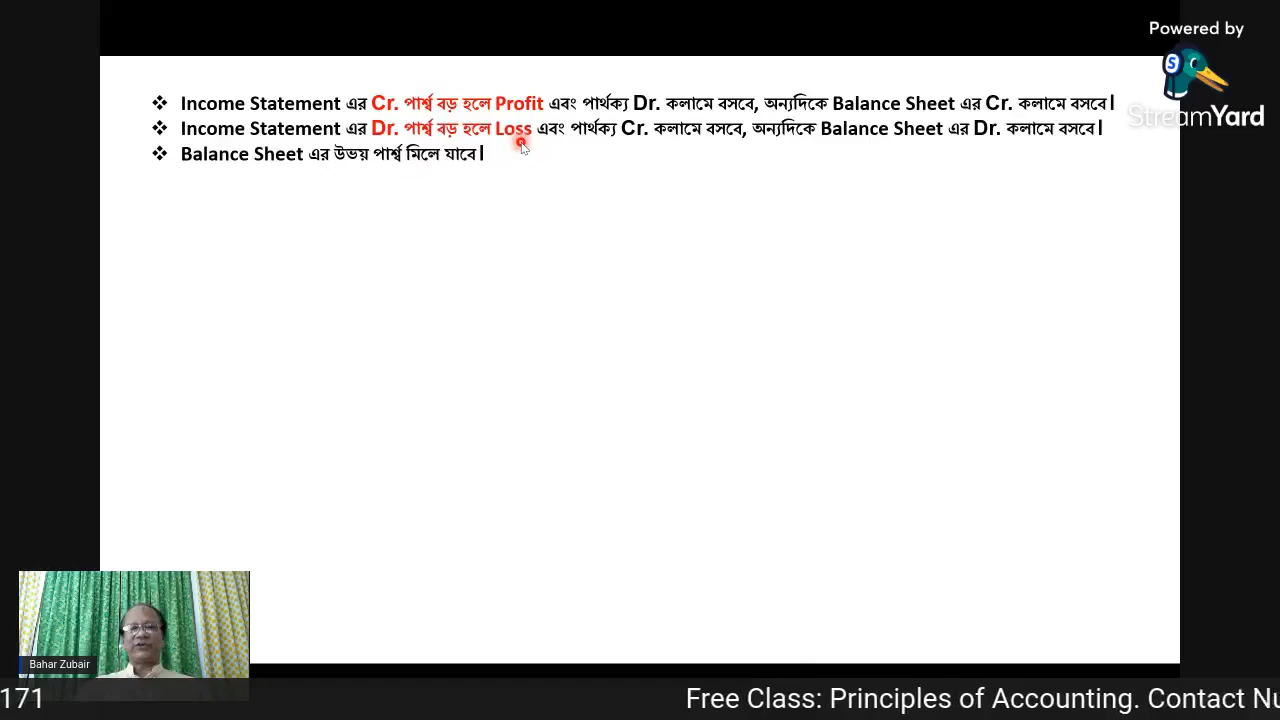 Powered by
S
StreamYard
❖ Income Statement এর Cr. পার্শ্ব বড় হলে Profit এবং পার্থক্য Dr. কলামে বসবে, অন্যদিকে Balance Sheet এর Cr. কলামে বসবে।
❖ Income Statement এর Dr. পার্শ্ব বড় হলে Loss এবং পার্থক্য Cr. কলামে বসবে, অন্যদিকে Balance Sheet এর Dr. কলামে বসবে।
❖ Balance Sheet এর উভয় পার্শ্ব মিলে যাবে।
Bahar Zubair
171 Free Class: Principles of Accounting. Contact Nu